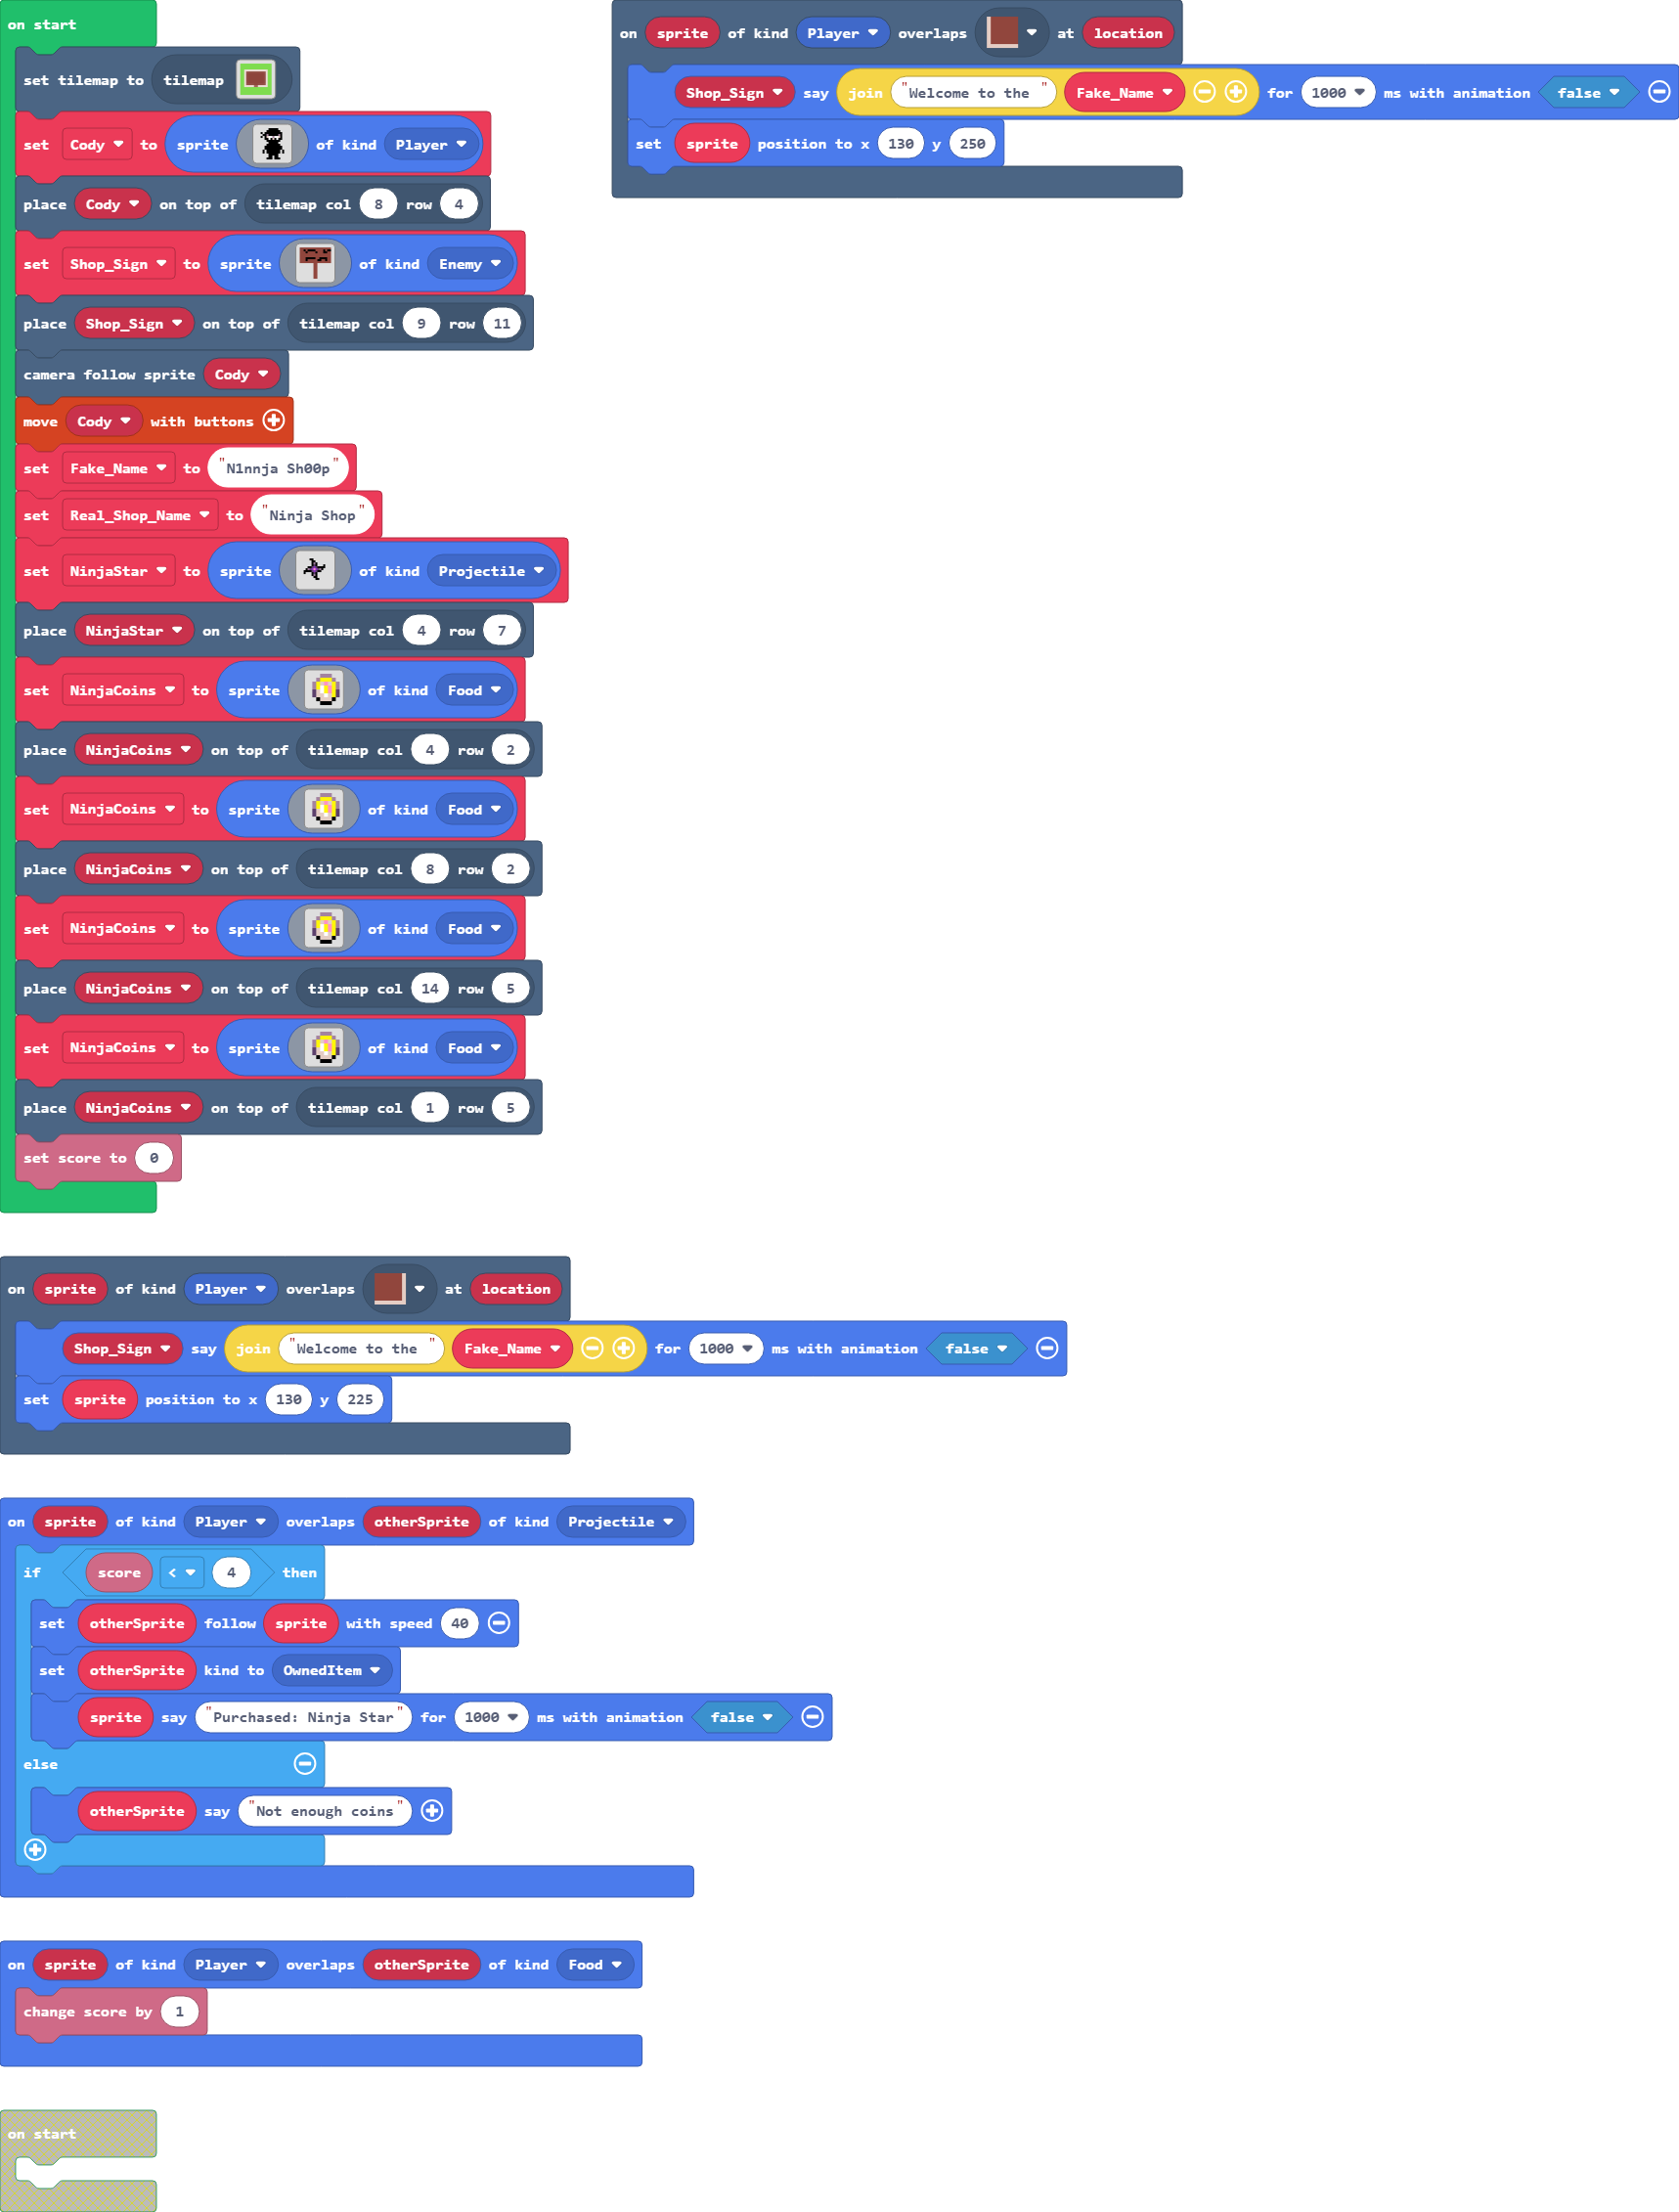 on start
set tilemap to tilemap
set Cody to sprite of kind Player
place Cody on top of tilemap col 8 row 4
set Shop_Sign to sprite of kind Enemy
place Shop_Sign on top of tilemap col 9 row 11
camera follow sprite Cody
move Cody with buttons
set Fake_Name to "N1nnja Sh00p"
set Real_Shop_Name to "Ninja Shop"
set NinjaStar to sprite of kind Projectile
place NinjaStar on top of tilemap col 4 row 7
set NinjaCoins to sprite of kind Food
place NinjaCoins on top of tilemap col 4 row 2
set NinjaCoins to sprite of kind Food
place NinjaCoins on top of tilemap col 8 row 2
set NinjaCoins to sprite of kind Food
place NinjaCoins on top of tilemap col 14 row 5
set NinjaCoins to sprite of kind Food
place NinjaCoins on top of tilemap col 1 row 5
set score to 0
on sprite of kind Player overlaps at location
Shop_Sign say join "Welcome to the " Fake_Name for 1000 ms with animation false
set sprite position to x 130 y 250
on sprite of kind Player overlaps at location
Shop_Sign say join "Welcome to the " Fake_Name for 1000 ms with animation false
set sprite position to x 130 y 225
on sprite of kind Player overlaps otherSprite of kind Projectile
if score < 4 then
set otherSprite follow sprite with speed 40
set otherSprite kind to OwnedItem
sprite say "Purchased: Ninja Star" for 1000 ms with animation false
else
otherSprite say "Not enough coins"
on sprite of kind Player overlaps otherSprite of kind Food
change score by 1
on start